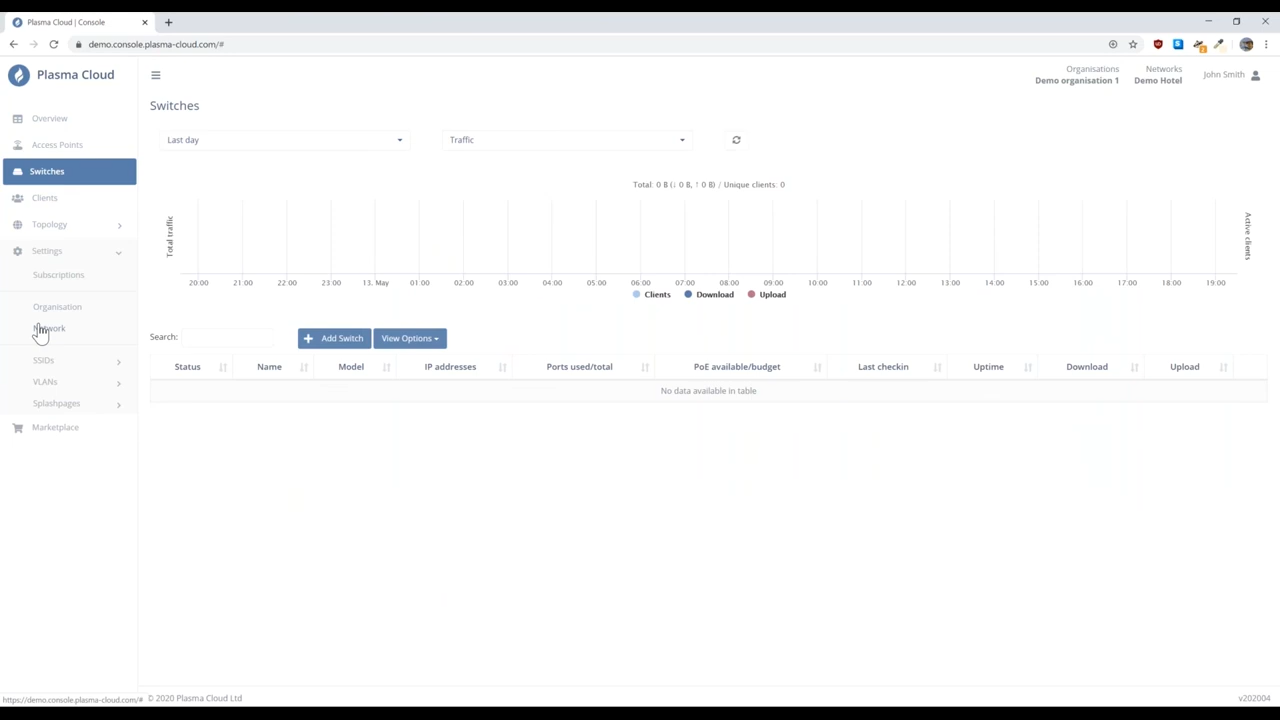 Plasma Cloud | Console
demo.console.plasma-cloud.com/#
Plasma Cloud
Organisations
Demo organisation 1
Networks
Demo Hotel
John Smith
Overview
Access Points
Switches
Clients
Topology
Settings
Subscriptions
Organisation
Network
SSIDs
VLANs
Splashpages
Marketplace
Switches
Last day
Traffic
Total: 0 B (↓ 0 B, ↑ 0 B) / Unique clients: 0
Total traffic
Active clients
20:00 21:00 22:00 23:00 13. May 01:00 02:00 03:00 04:00 05:00 06:00 07:00 08:00 09:00 10:00 11:00 12:00 13:00 14:00 15:00 16:00 17:00 18:00 19:00
Clients Download Upload
Search:
Add Switch
View Options
Status Name Model IP addresses Ports used/total PoE available/budget Last checkin Uptime Download Upload
No data available in table
https://demo.console.plasma-cloud.com/#
© 2020 Plasma Cloud Ltd
v202004